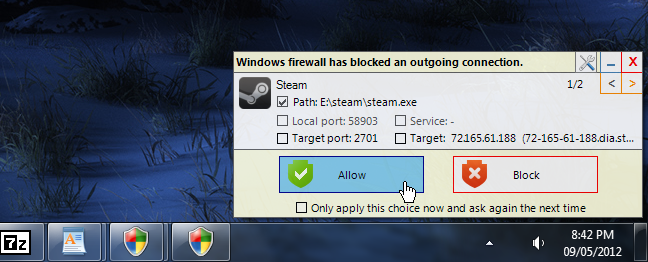 Windows firewall has blocked an outgoing connection.
X
Steam
1/2
<
>
Path: E:\steam\steam.exe
Local port: 58903
Service: -
Target port: 2701
Target: 72.165.61.188 (72-165-61-188.dia.st...
Allow
Block
Only apply this choice now and ask again the next time
7z
8:42 PM
09/05/2012